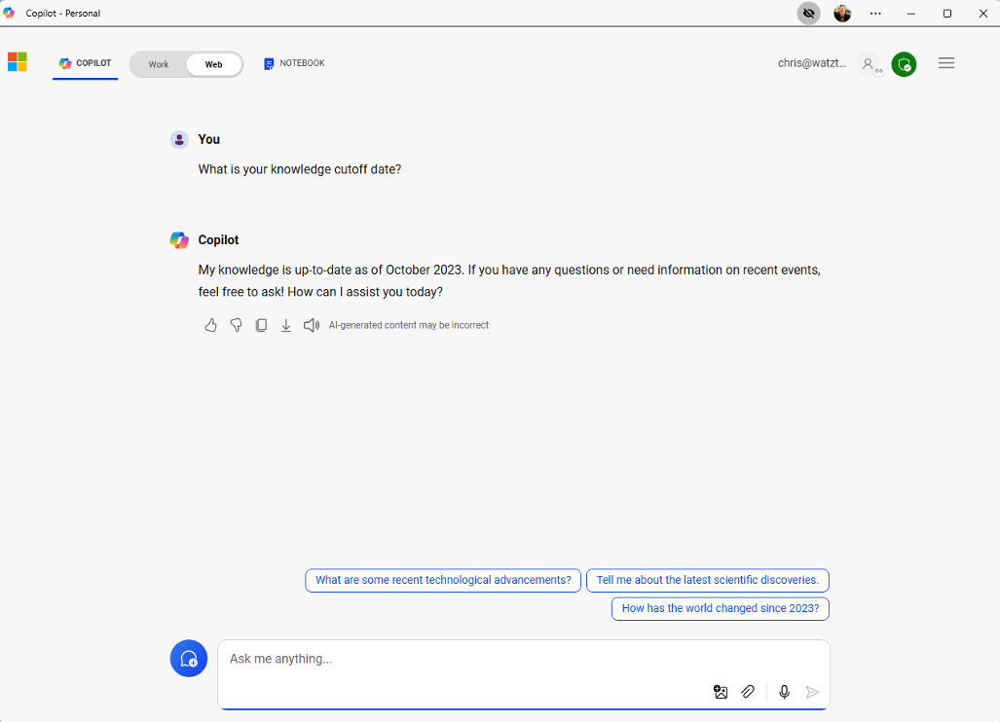 Copilot - Personal
COPILOT
Work
Web
NOTEBOOK
chris@watzt...
You
What is your knowledge cutoff date?
Copilot
My knowledge is up-to-date as of October 2023. If you have any questions or need information on recent events,
feel free to ask! How can I assist you today?
AI-generated content may be incorrect
What are some recent technological advancements?
Tell me about the latest scientific discoveries.
How has the world changed since 2023?
Ask me anything...